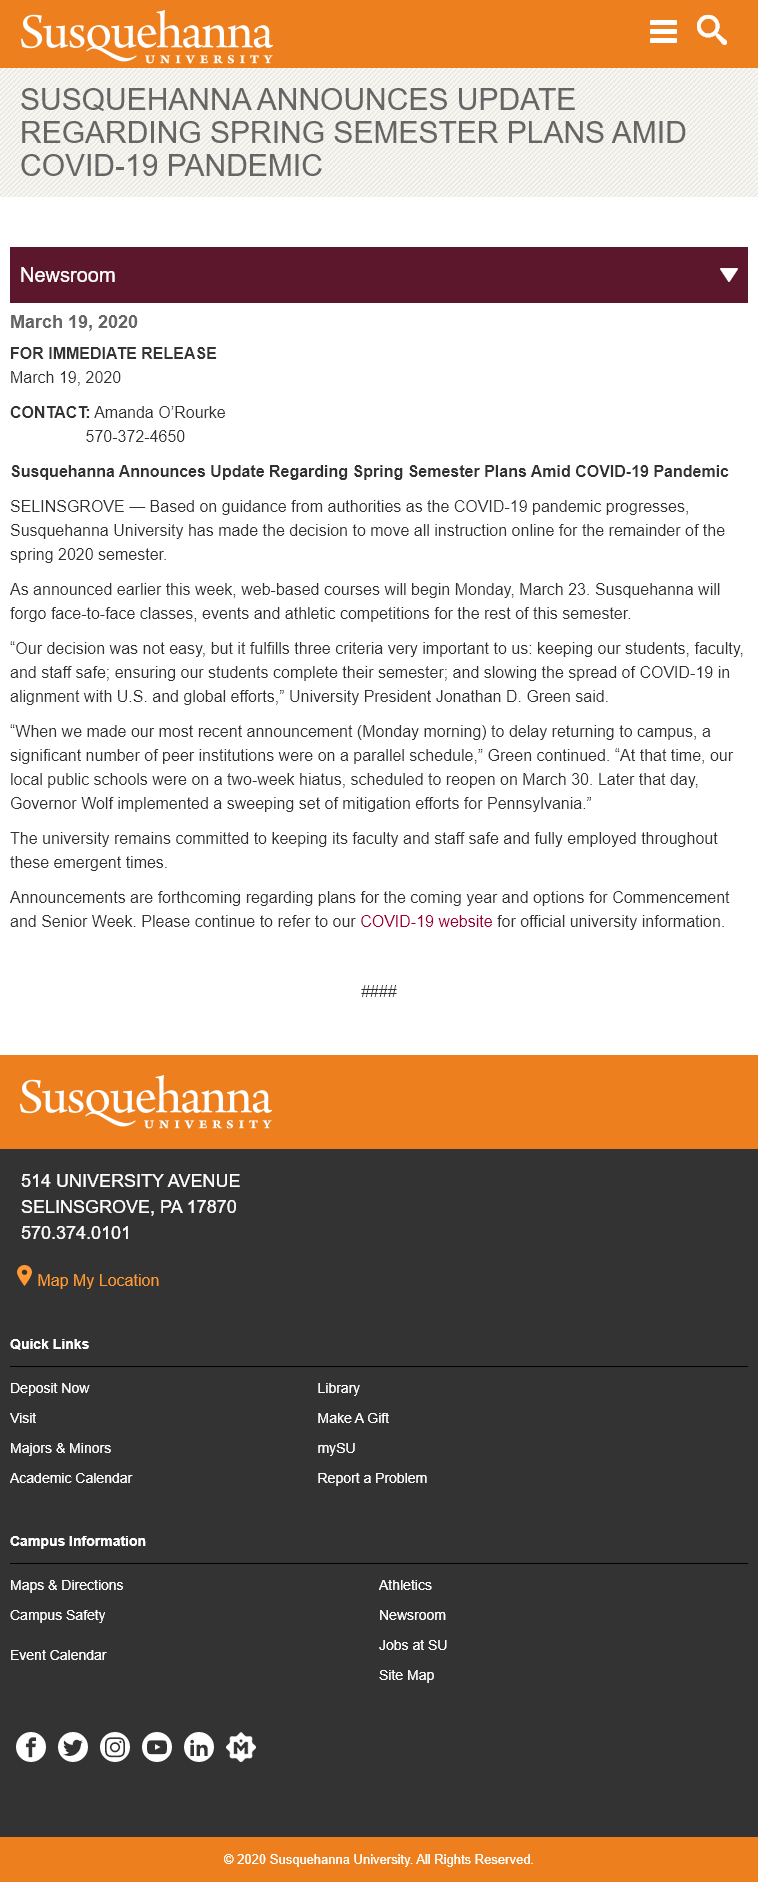 Susquehanna
UNIVERSITY
SUSQUEHANNA ANNOUNCES UPDATE
REGARDING SPRING SEMESTER PLANS AMID
COVID-19 PANDEMIC
Newsroom
March 19, 2020
FOR IMMEDIATE RELEASE
March 19, 2020
CONTACT: Amanda O’Rourke
570-372-4650
Susquehanna Announces Update Regarding Spring Semester Plans Amid COVID-19 Pandemic
SELINSGROVE — Based on guidance from authorities as the COVID-19 pandemic progresses,
Susquehanna University has made the decision to move all instruction online for the remainder of the
spring 2020 semester.
As announced earlier this week, web-based courses will begin Monday, March 23. Susquehanna will
forgo face-to-face classes, events and athletic competitions for the rest of this semester.
“Our decision was not easy, but it fulfills three criteria very important to us: keeping our students, faculty,
and staff safe; ensuring our students complete their semester; and slowing the spread of COVID-19 in
alignment with U.S. and global efforts,” University President Jonathan D. Green said.
“When we made our most recent announcement (Monday morning) to delay returning to campus, a
significant number of peer institutions were on a parallel schedule,” Green continued. “At that time, our
local public schools were on a two-week hiatus, scheduled to reopen on March 30. Later that day,
Governor Wolf implemented a sweeping set of mitigation efforts for Pennsylvania.”
The university remains committed to keeping its faculty and staff safe and fully employed throughout
these emergent times.
Announcements are forthcoming regarding plans for the coming year and options for Commencement
and Senior Week. Please continue to refer to our COVID-19 website for official university information.
####
Susquehanna
UNIVERSITY
514 UNIVERSITY AVENUE
SELINSGROVE, PA 17870
570.374.0101
Map My Location
Quick Links
Deposit Now
Visit
Majors & Minors
Academic Calendar
Library
Make A Gift
mySU
Report a Problem
Campus Information
Maps & Directions
Campus Safety
Event Calendar
Athletics
Newsroom
Jobs at SU
Site Map
© 2020 Susquehanna University. All Rights Reserved.